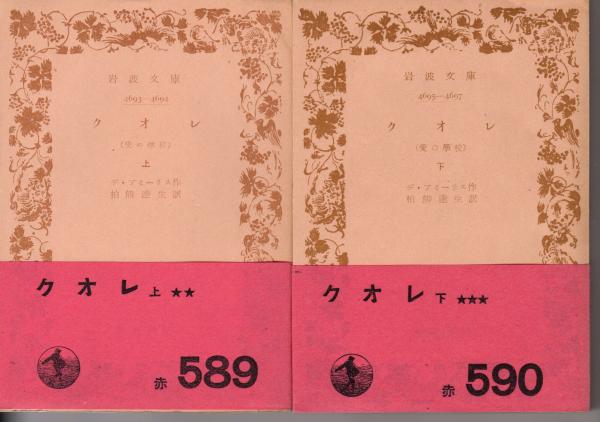 岩波文庫
4693—4694
クオレ
(愛の學校)
上
デ・アミーチス作
柏熊達生訳
クオレ 上 ★★
赤 589
岩波文庫
4695—4697
クオレ
(愛の學校)
下
デ・アミーチス作
柏熊達生訳
クオレ 下 ★★★
赤 590